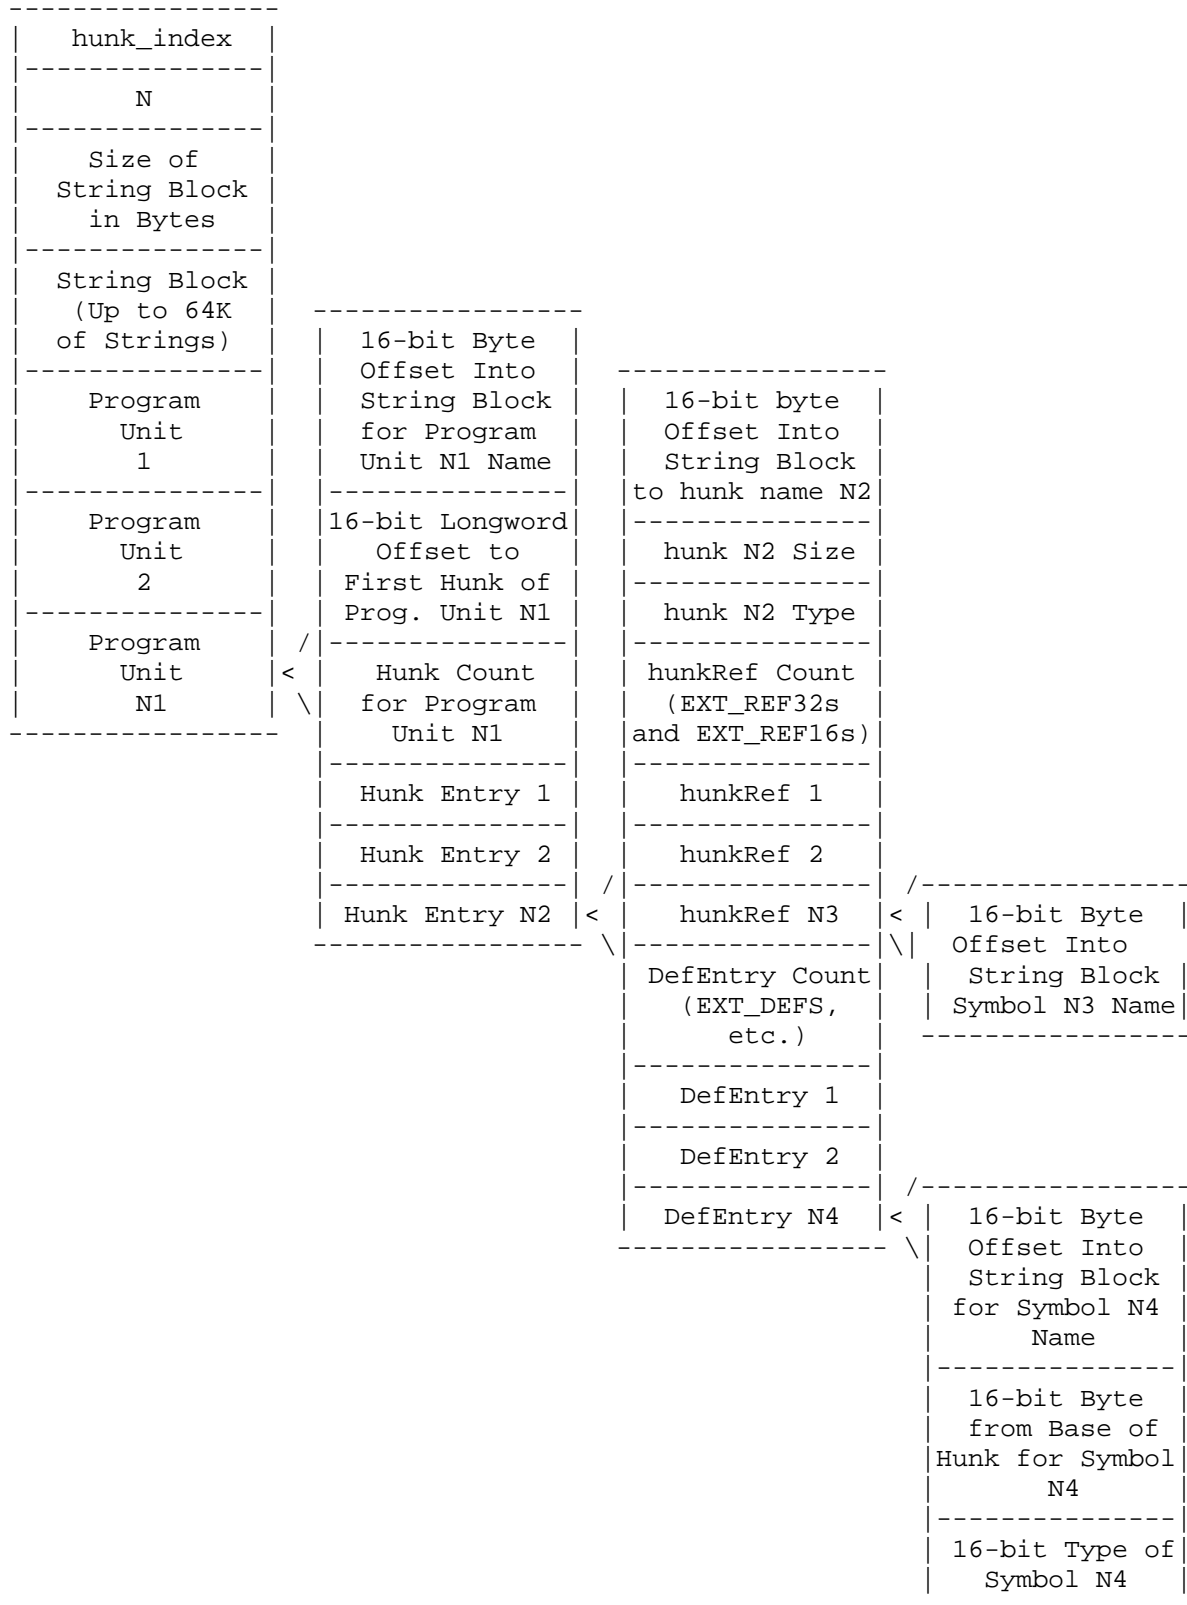 hunk_index
N
Size of
String Block
in Bytes
String Block
(Up to 64K
of Strings)
Program
Unit
1
Program
Unit
2
Program
Unit
N1
16-bit Byte
Offset Into
String Block
for Program
Unit N1 Name
16-bit Longword
Offset to
First Hunk of
Prog. Unit N1
Hunk Count
for Program
Unit N1
Hunk Entry 1
Hunk Entry 2
Hunk Entry N2
16-bit byte
Offset Into
String Block
to hunk name N2
hunk N2 Size
hunk N2 Type
hunkRef Count
(EXT_REF32s
and EXT_REF16s)
hunkRef 1
hunkRef 2
hunkRef N3
DefEntry Count
(EXT_DEFS,
etc.)
DefEntry 1
DefEntry 2
DefEntry N4
16-bit Byte
Offset Into
String Block
Symbol N3 Name
16-bit Byte
Offset Into
String Block
for Symbol N4
Name
16-bit Byte
from Base of
Hunk for Symbol
N4
16-bit Type of
Symbol N4